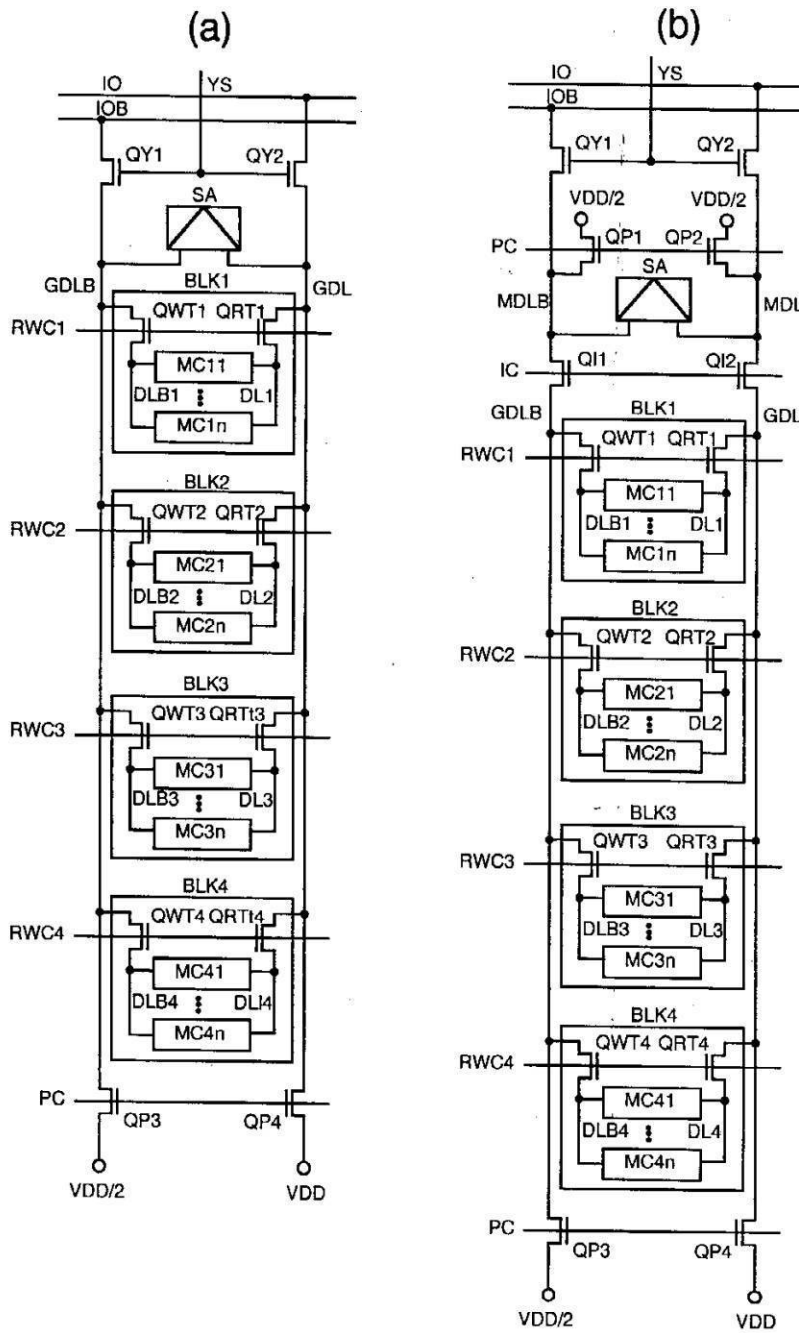 (a)
IO
YS
IOB
QY1
QY2
SA
GDLB
BLK1
GDL
QWT1 QRT1
RWC1
MC11
DLB1
DL1
MC1n
BLK2
QWT2 QRT2
RWC2
MC21
DLB2
DL2
MC2n
BLK3
QWT3 QRTt3
RWC3
MC31
DLB3
DL3
MC3n
BLK4
QWT4 QRTt4
RWC4
MC41
DLB4
DLl4
MC4n
PC
QP3
QP4
VDD/2
VDD
(b)
IO
YS
IOB
QY1
QY2
VDD/2
VDD/2
PC
QP1
QP2
SA
MDLB
MDL
IC
QI1
QI2
GDLB
BLK1
GDL
QWT1 QRT1
RWC1
MC11
DLB1
DL1
MC1n
BLK2
QWT2 QRT2
RWC2
MC21
DLB2
DL2
MC2n
BLK3
QWT3 QRT3
RWC3
MC31
DLB3
DL3
MC3n
BLK4
QWT4 QRT4
RWC4
MC41
DLB4
DL4
MC4n
PC
QP3
QP4
VDD/2
VDD